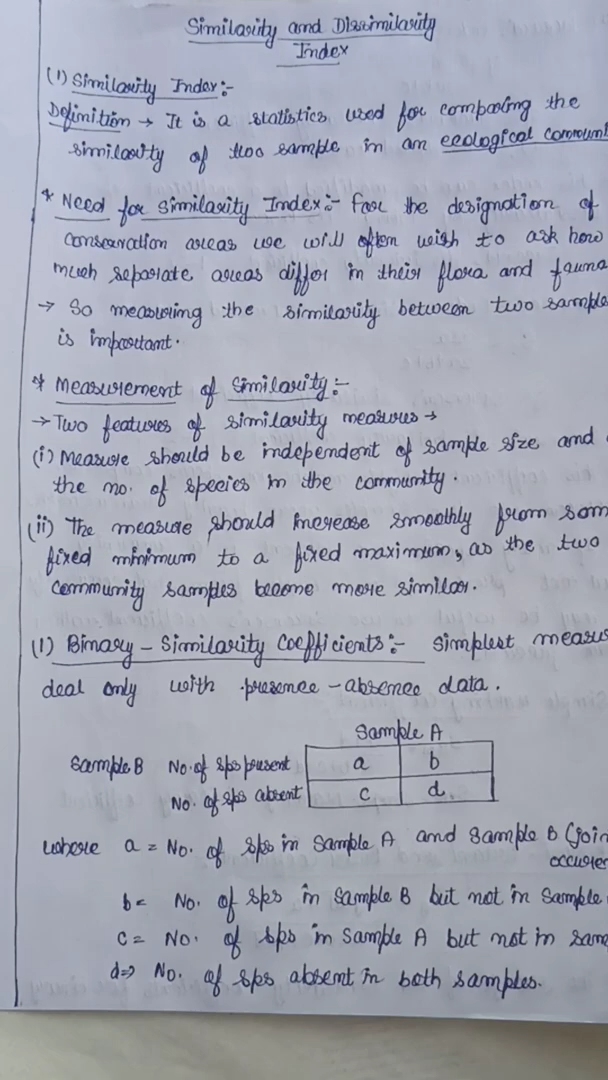 Similarity and Dissimilarity
Index
(1) Similarity Index:-
Definition → It is a statistics used for comparing the
similarity of two sample in an ecological communi
* Need for Similarity Index:- For the designation of
conservation areas we will often wish to ask how
much separate areas differ in their flora and fauna
→ So measuring the similarity between two sample
is important.
* Measurement of Similarity:-
→ Two features of similarity measures →
(i) Measure should be independent of sample size and
the no. of species in the community.
(ii) The measure should increase smoothly from som
fixed minimum to a fixed maximum, as the two
community samples become more similar.
(1) Binary - Similarity Coefficients:- Simplest measu
deal only with presence-absence data.
Sample A
Sample B No. of sps present a b
No. of sps absent c d
where a = No. of sps in Sample A and Sample B (join
occure
b = No. of sps in Sample B but not in Sample
c = No. of sps in Sample A but not in Sam
d ⇒ No. of sps absent in both samples.